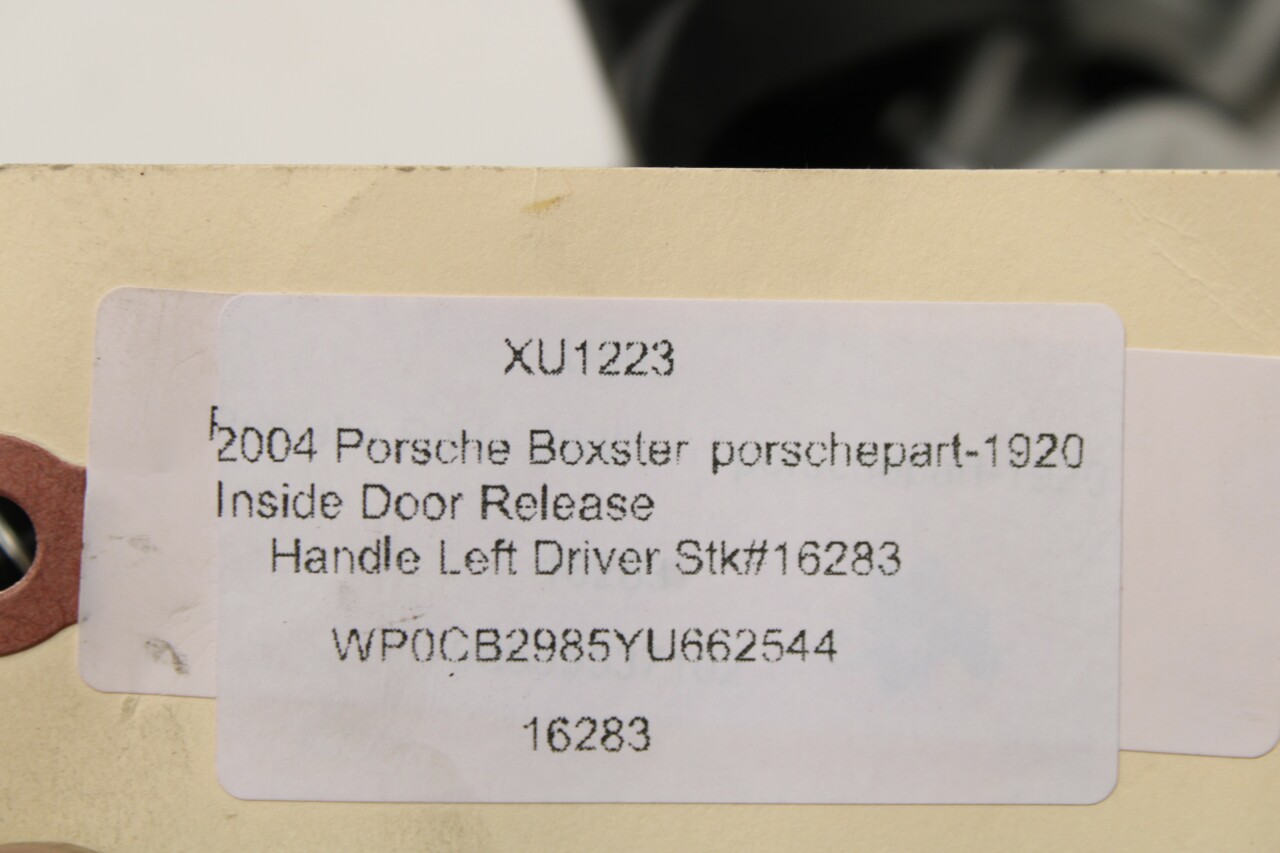 XU1223
2004 Porsche Boxster porschepart-1920
Inside Door Release
Handle Left Driver Stk#16283
WP0CB2985YU662544
16283